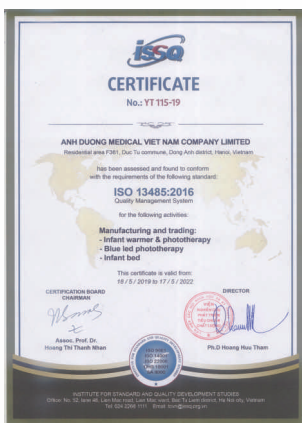 issq
CERTIFICATE
No.: YT 115-19
ANH DUONG MEDICAL VIET NAM COMPANY LIMITED
Residential area F361, Duc Tu commune, Dong Anh district, Hanoi, Vietnam
has been assessed and found to conform
with the requirements of the following standard:
ISO 13485:2016
Quality Management System
for the following activities:
Manufacturing and trading:
- Infant warmer & phototherapy
- Blue led phototherapy
- Infant bed
This certificate is valid from:
18 / 5 / 2019 to 17 / 5 / 2022
CERTIFICATION BOARD
CHAIRMAN
DIRECTOR
Assoc, Prof. Dr.
Hoang Thi Thanh Nhan
Ph.D Hoang Huu Tham
INSTITUTE FOR STANDARD AND QUALITY DEVELOPMENT STUDIES